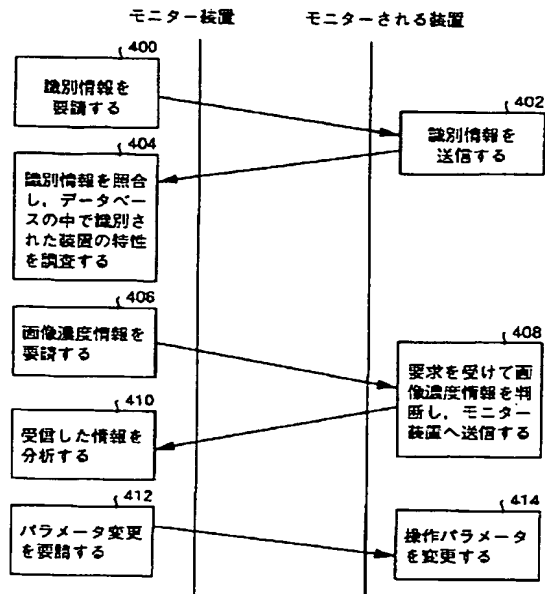 モニター装置
モニターされる装置
400
識別情報を
要請する
402
識別情報を
送信する
404
識別情報を照合
し、データベー
スの中で識別さ
れた装置の特性
を調査する
406
画像濃度情報を
要請する
408
要求を受けて画
像濃度情報を判
断し、モニター
装置へ送信する
410
受信した情報を
分析する
412
パラメータ変更
を要請する
414
操作パラメータ
を変更する